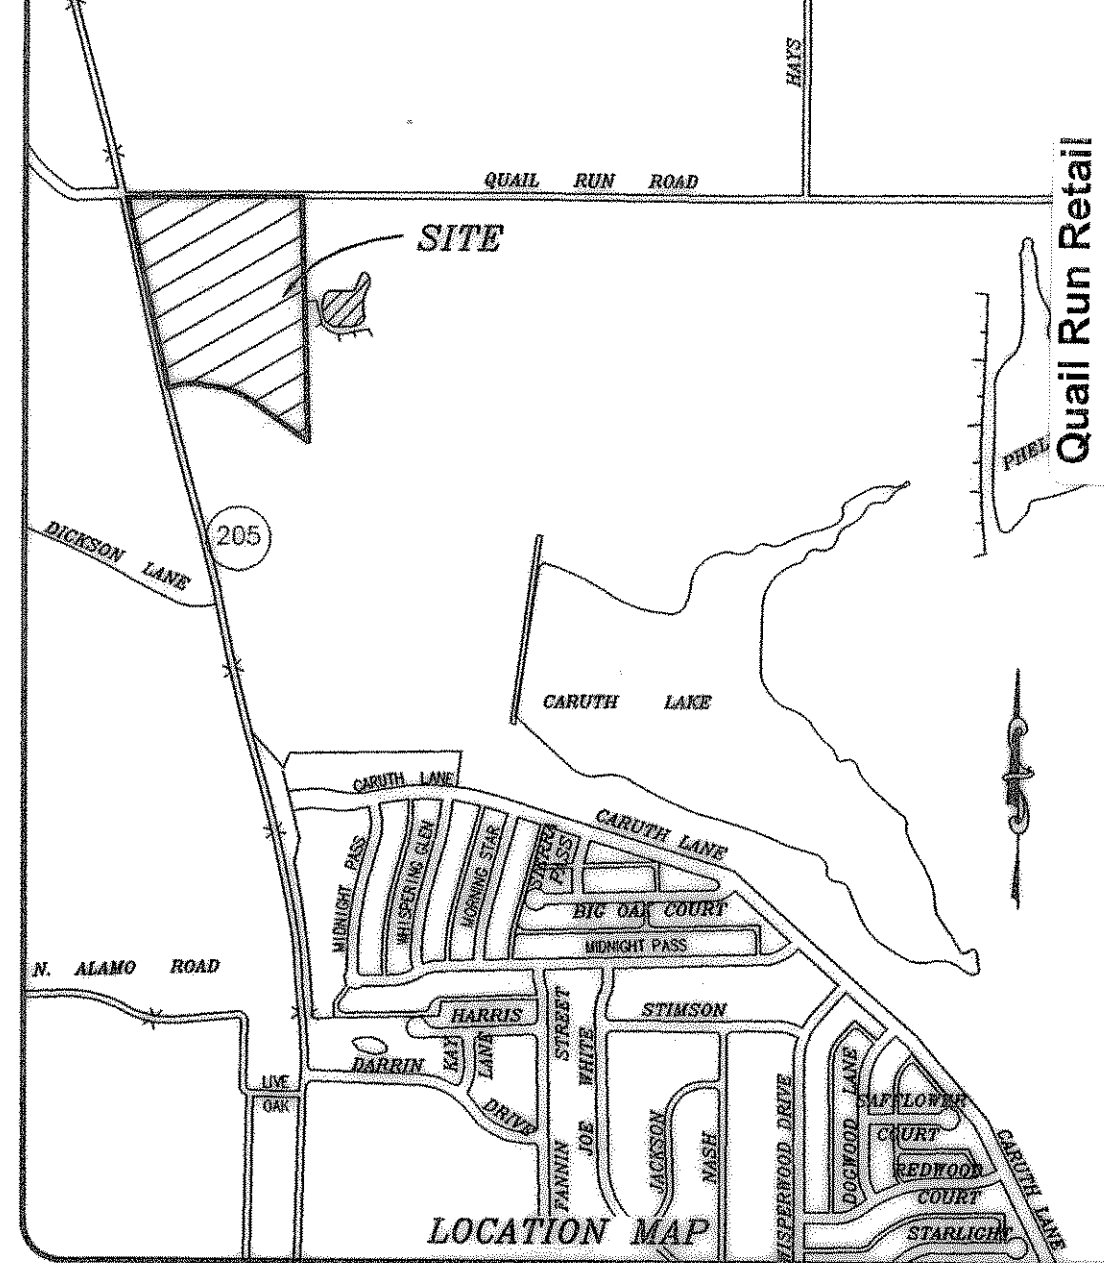 HAYS
QUAIL RUN ROAD
SITE
Quail Run Retail
PHEL
205
DICKSON LANE
CARUTH LAKE
CARUTH LANE
CARUTH LANE
MIDNIGHT PASS
WHISPERING GLEN
MORNING STAR
PASS
BIG OAK COURT
MIDNIGHT PASS
N. ALAMO ROAD
HARRIS
STIMSON
KAY LANE
DARRIN
DRIVE
LIVE
OAK
FANNIN STREET
JOE WHITE
JACKSON
NASH
HISPERWOOD DRIVE
DOGWOOD LANE
SAFFLOWER
COURT
REDWOOD
COURT
STARLIGHT
CARUTH LANE
LOCATION MAP